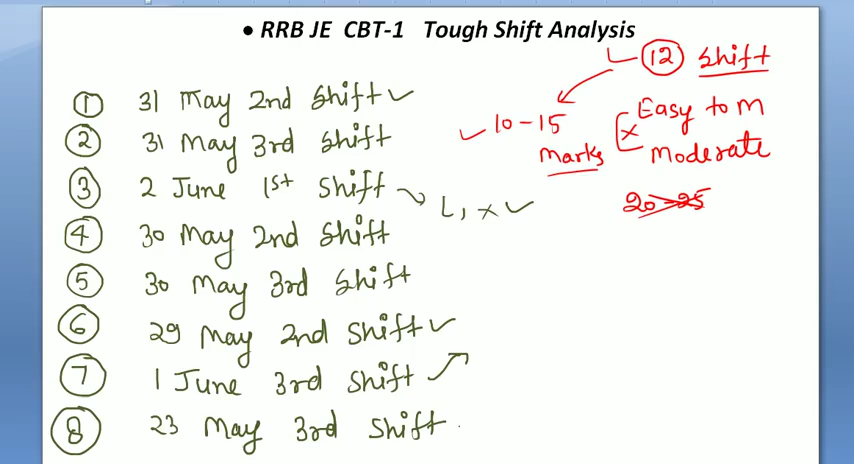 • RRB JE CBT-1 Tough Shift Analysis
12 Shift
10-15 marks
Easy to M
Moderate
20-25
1 31 May 2nd Shift
2 31 May 3rd Shift
3 2 June 1st Shift
L, x
4 30 May 2nd Shift
5 30 May 3rd Shift
6 29 May 2nd Shift
7 1 June 3rd Shift
8 23 May 3rd Shift